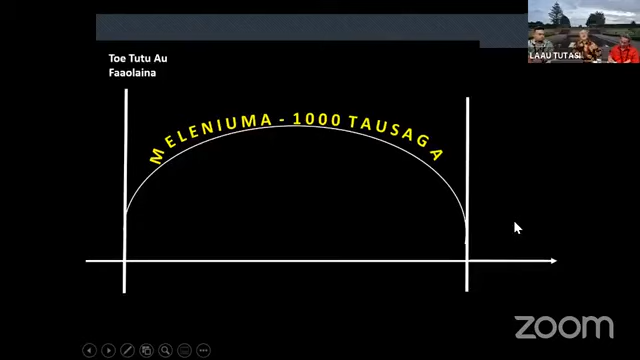 LAAU TUTASI
Toe Tutu Au
Faaolaina
MELENIUMA - 1000 TAUSAGA
zoom